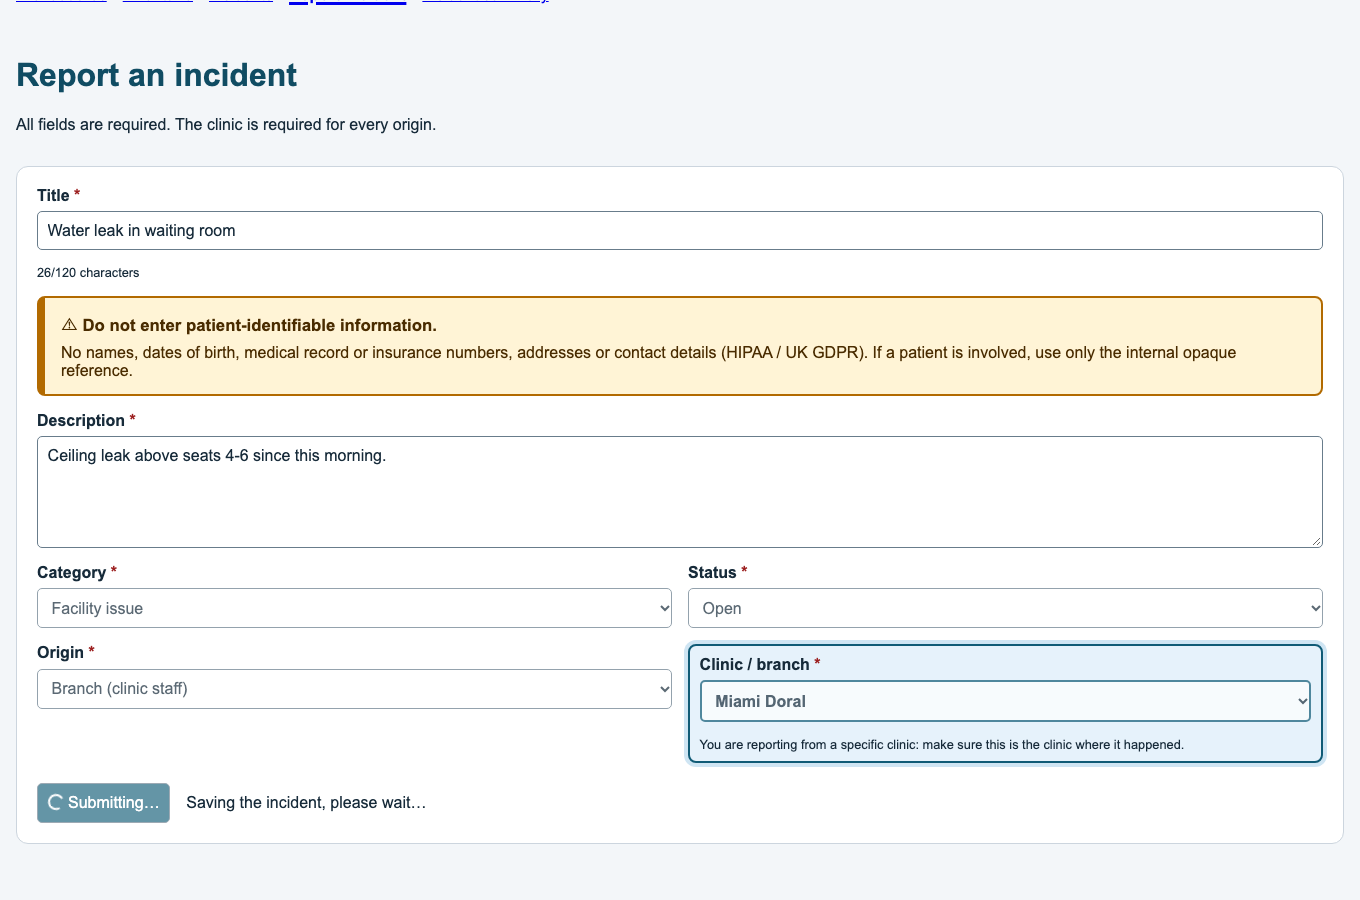 Report an incident
All fields are required. The clinic is required for every origin.
Title *
Water leak in waiting room
26/120 characters
⚠ Do not enter patient-identifiable information.
No names, dates of birth, medical record or insurance numbers, addresses or contact details (HIPAA / UK GDPR). If a patient is involved, use only the internal opaque
reference.
Description *
Ceiling leak above seats 4-6 since this morning.
Category *
Status *
Facility issue
Open
Origin *
Clinic / branch *
Branch (clinic staff)
Miami Doral
You are reporting from a specific clinic: make sure this is the clinic where it happened.
Submitting…
Saving the incident, please wait…